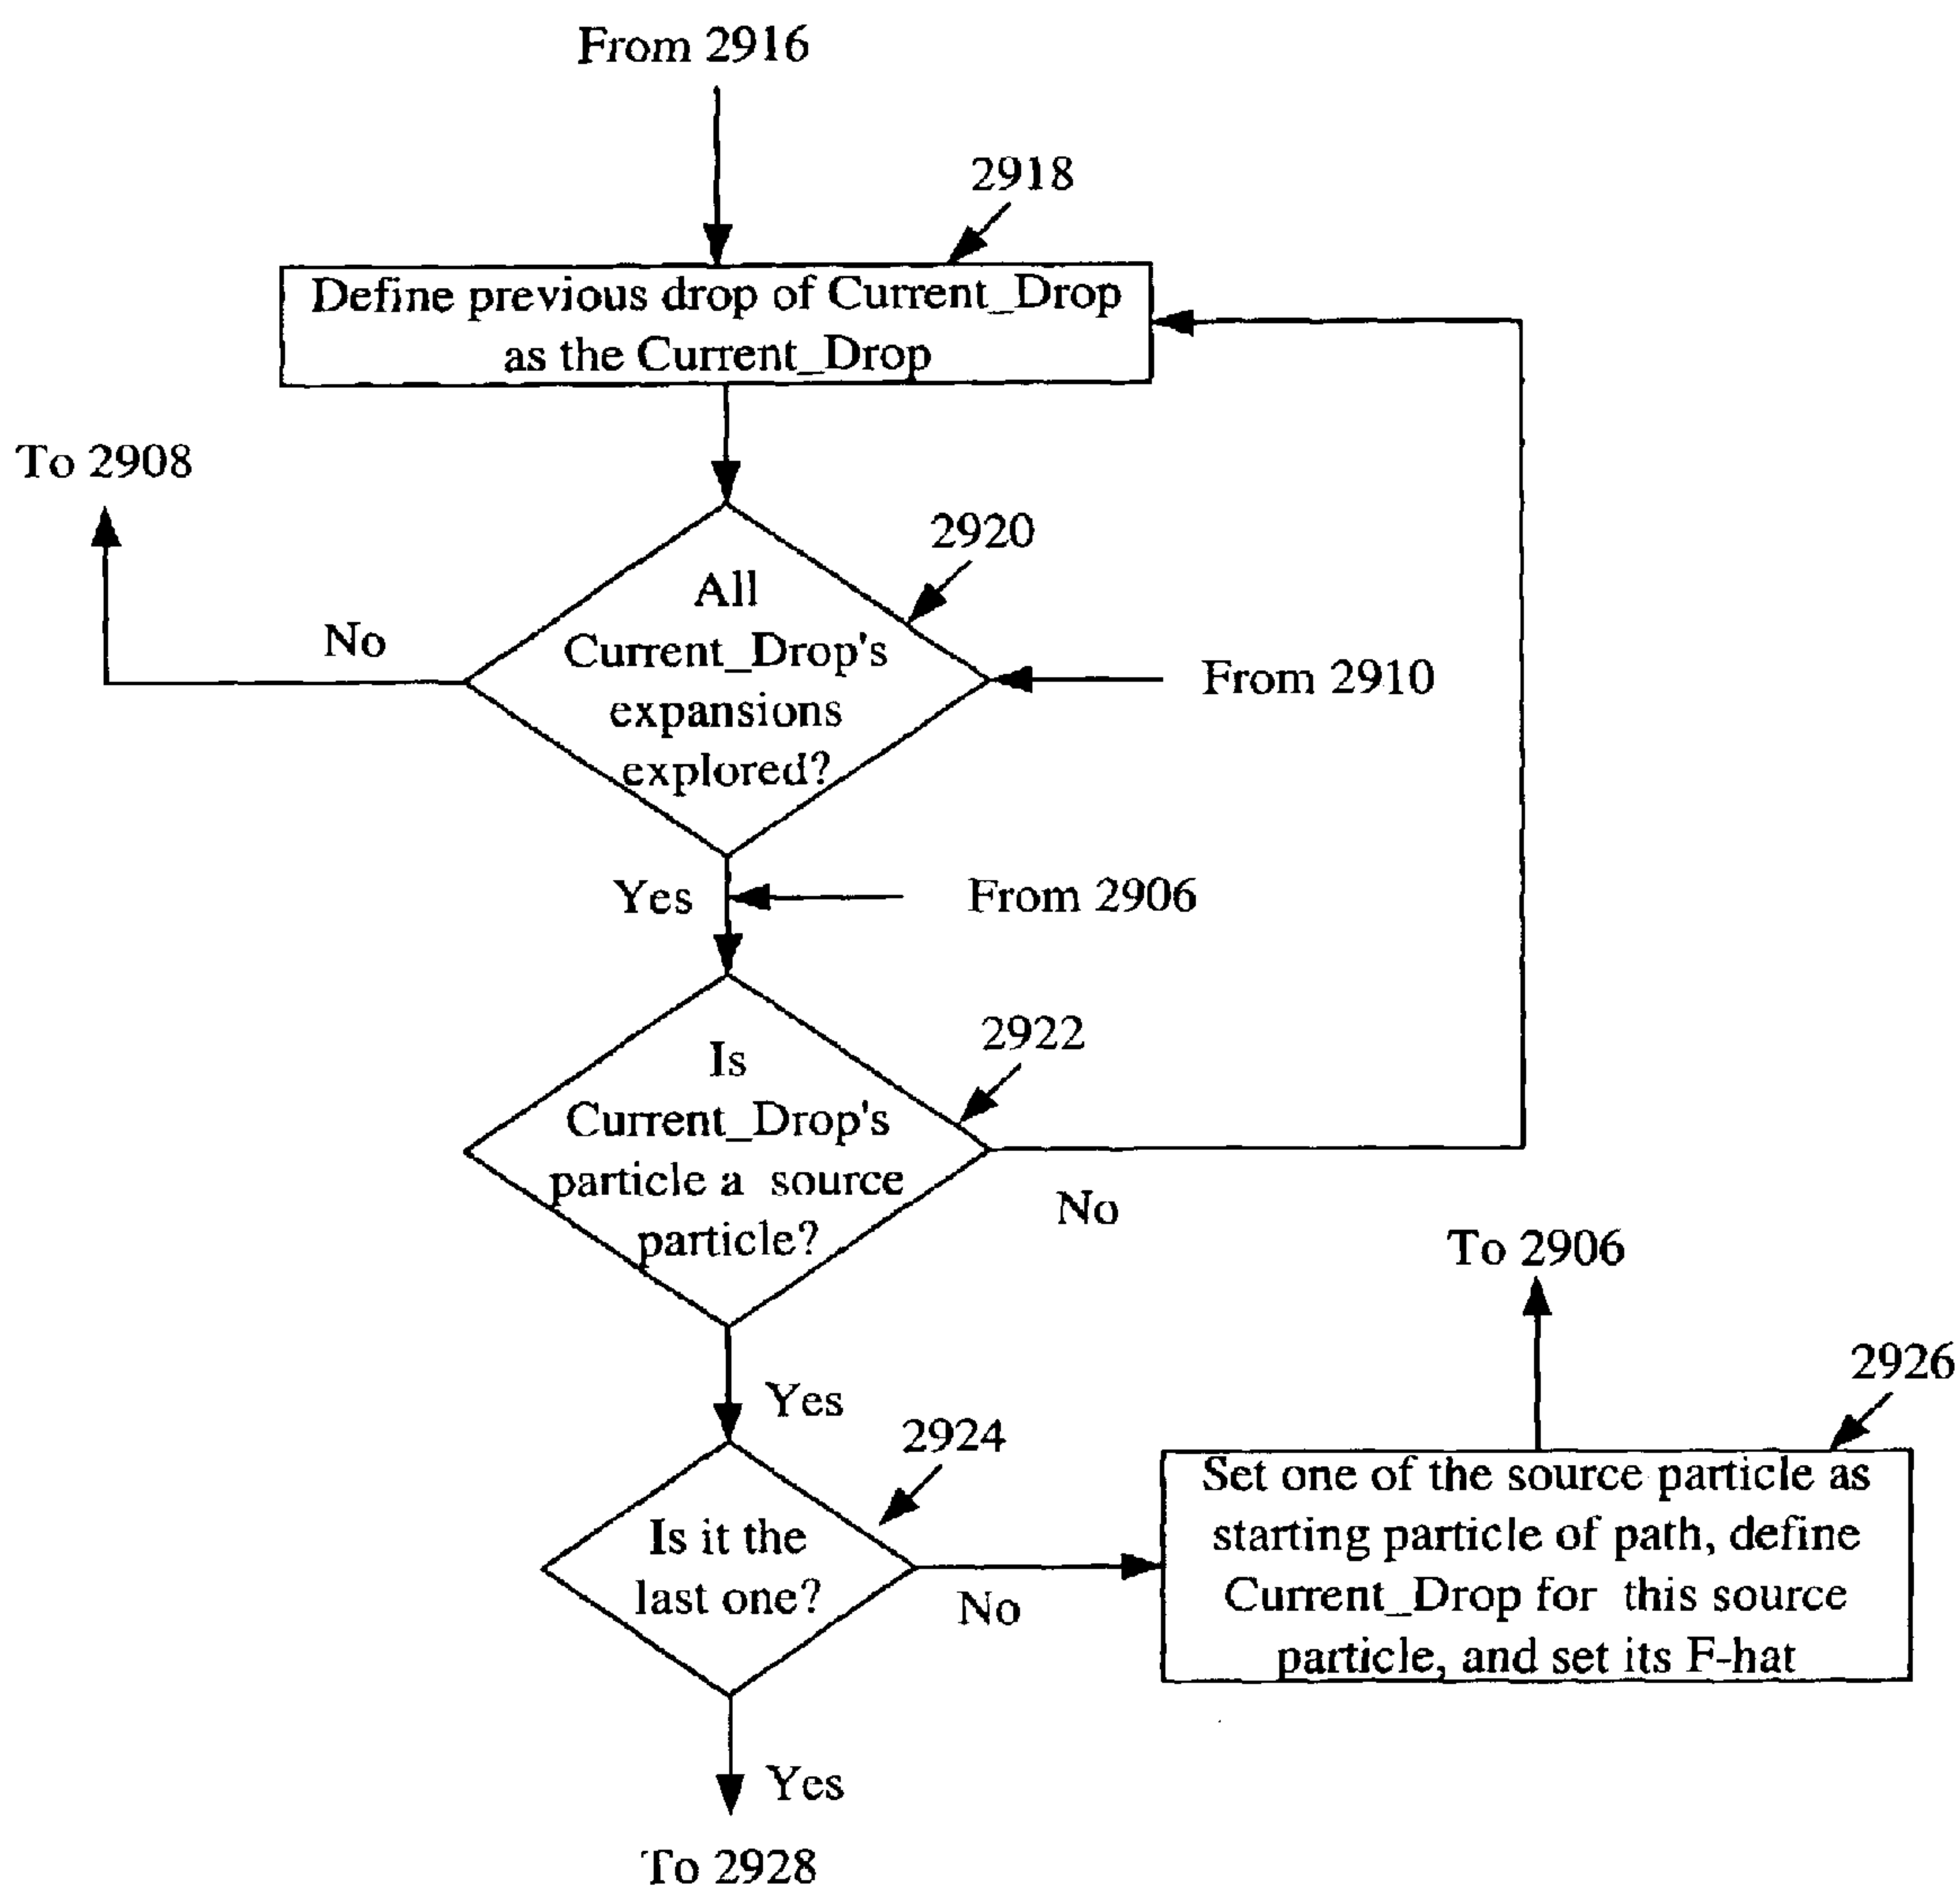 From 2916
2918
Define previous drop of Current_Drop
as the Current_Drop
To 2908
2920
All
Current_Drop's
expansions
explored?
No
From 2910
Yes
From 2906
2922
Is
Current_Drop's
particle a source
particle?
No
To 2906
2926
Yes
2924
Set one of the source particle as
starting particle of path, define
Current_Drop for this source
particle, and set its F-hat
Is it the
last one?
No
Yes
To 2928